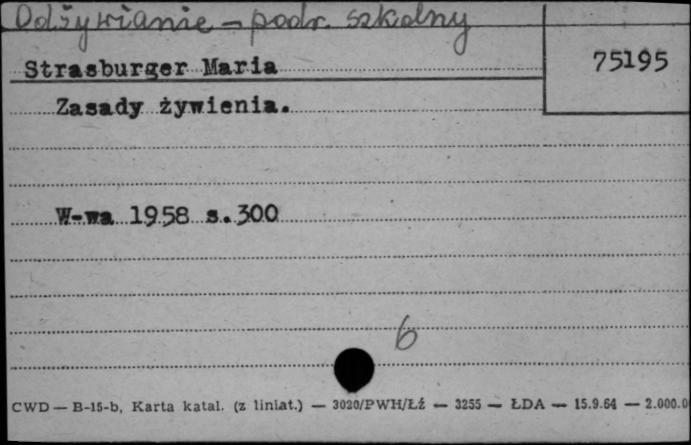 Odżywianie - podr. szkolny
Strasburger Maria
75195
Zasady żywienia.
W-wa 1958 s.300
6
CWD — B-15-b, Karta katal. (z liniat.) — 3020/PWH/Łź — 3255 — ŁDA — 15.9.64 — 2.000.0